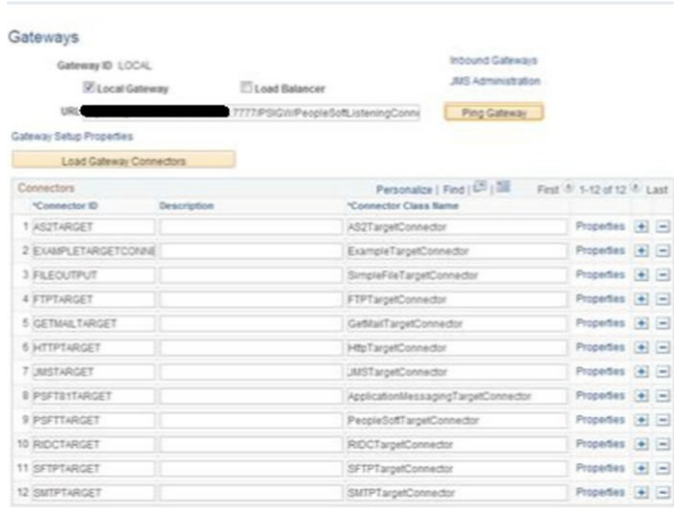 Gateways
Gateway ID LOCAL
Inbound Gateways
Local Gateway Load Balancer
JMS Administration
URL: 7777/PSIGW/PeopleSoftListeningConne
Ping Gateway
Gateway Setup Properties
Load Gateway Connectors
Connectors Personalize | Find | | First 1-12 of 12 Last
*Connector ID Description *Connector Class Name
1 AS2TARGET AS2TargetConnector Properties
2 EXAMPLETARGETCONNE ExampleTargetConnector Properties
3 FILEOUTPUT SimpleFileTargetConnector Properties
4 FTPTARGET FTPTargetConnector Properties
5 GETMAILTARGET GetMailTargetConnector Properties
6 HTTPTARGET HttpTargetConnector Properties
7 JMSTARGET JMSTargetConnector Properties
8 PSFT81TARGET ApplicationMessagingTargetConnector Properties
9 PSFTTARGET PeopleSoftTargetConnector Properties
10 RIDCTARGET RIDCTargetConnector Properties
11 SFTPTARGET SFTPTargetConnector Properties
12 SMTPTARGET SMTPTargetConnector Properties